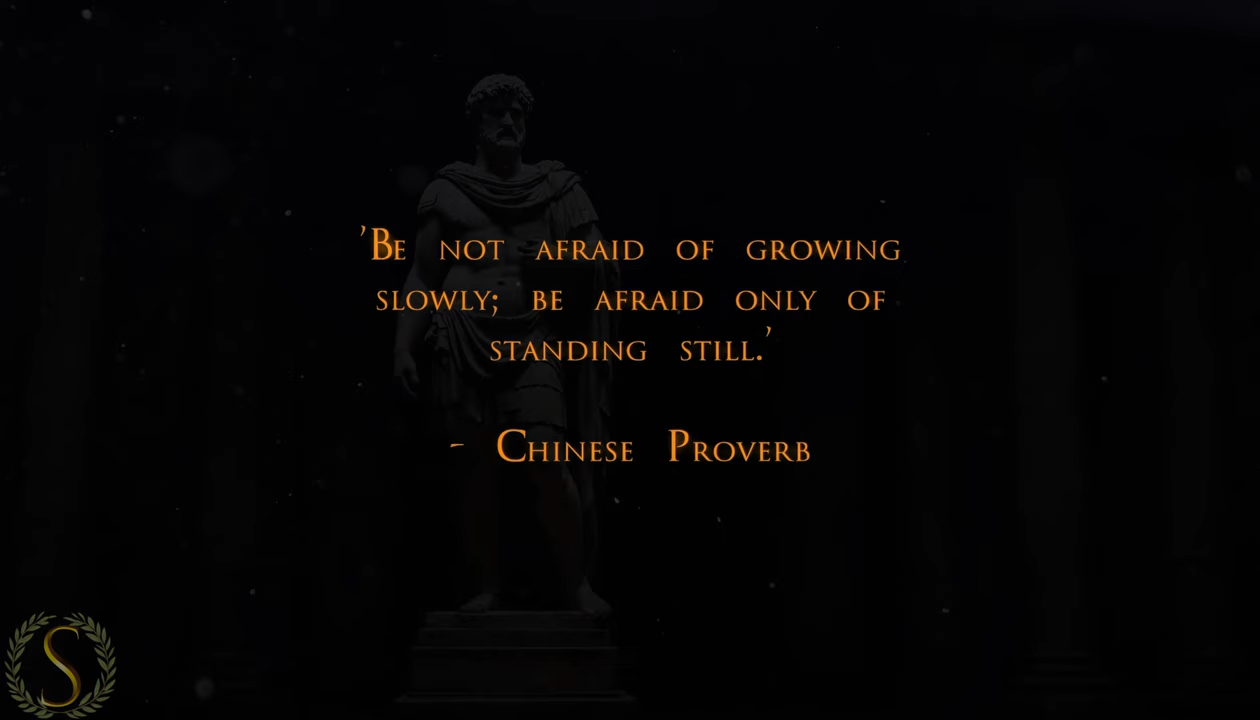 'Be not afraid of growing
slowly; be afraid only of
standing still.'
- Chinese Proverb
S